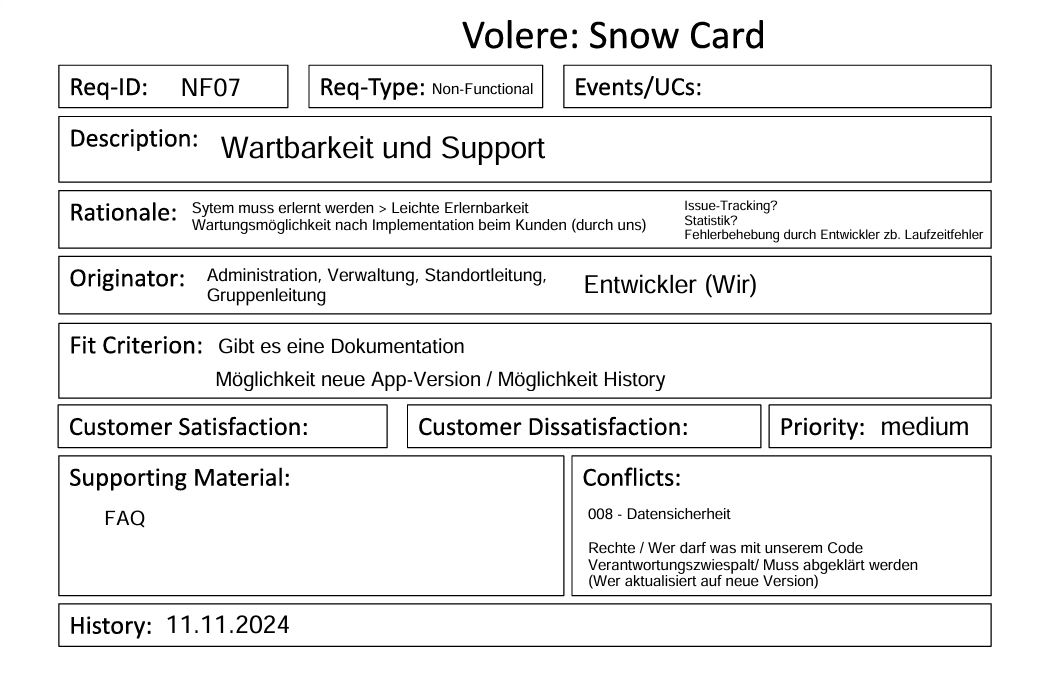 Volere: Snow Card
Req-ID: NF07
Req-Type: Non-Functional
Events/UCs:
Description: Wartbarkeit und Support
Rationale: Sytem muss erlernt werden > Leichte Erlernbarkeit
Wartungsmöglichkeit nach Implementation beim Kunden (durch uns)
Issue-Tracking?
Statistik?
Fehlerbehebung durch Entwickler zb. Laufzeitfehler
Originator: Administration, Verwaltung, Standortleitung,
Gruppenleitung
Entwickler (Wir)
Fit Criterion: Gibt es eine Dokumentation
Möglichkeit neue App-Version / Möglichkeit History
Customer Satisfaction:
Customer Dissatisfaction:
Priority: medium
Supporting Material:
FAQ
Conflicts:
008 - Datensicherheit
Rechte / Wer darf was mit unserem Code
Verantwortungszwiespalt/ Muss abgeklärt werden
(Wer aktualisiert auf neue Version)
History: 11.11.2024